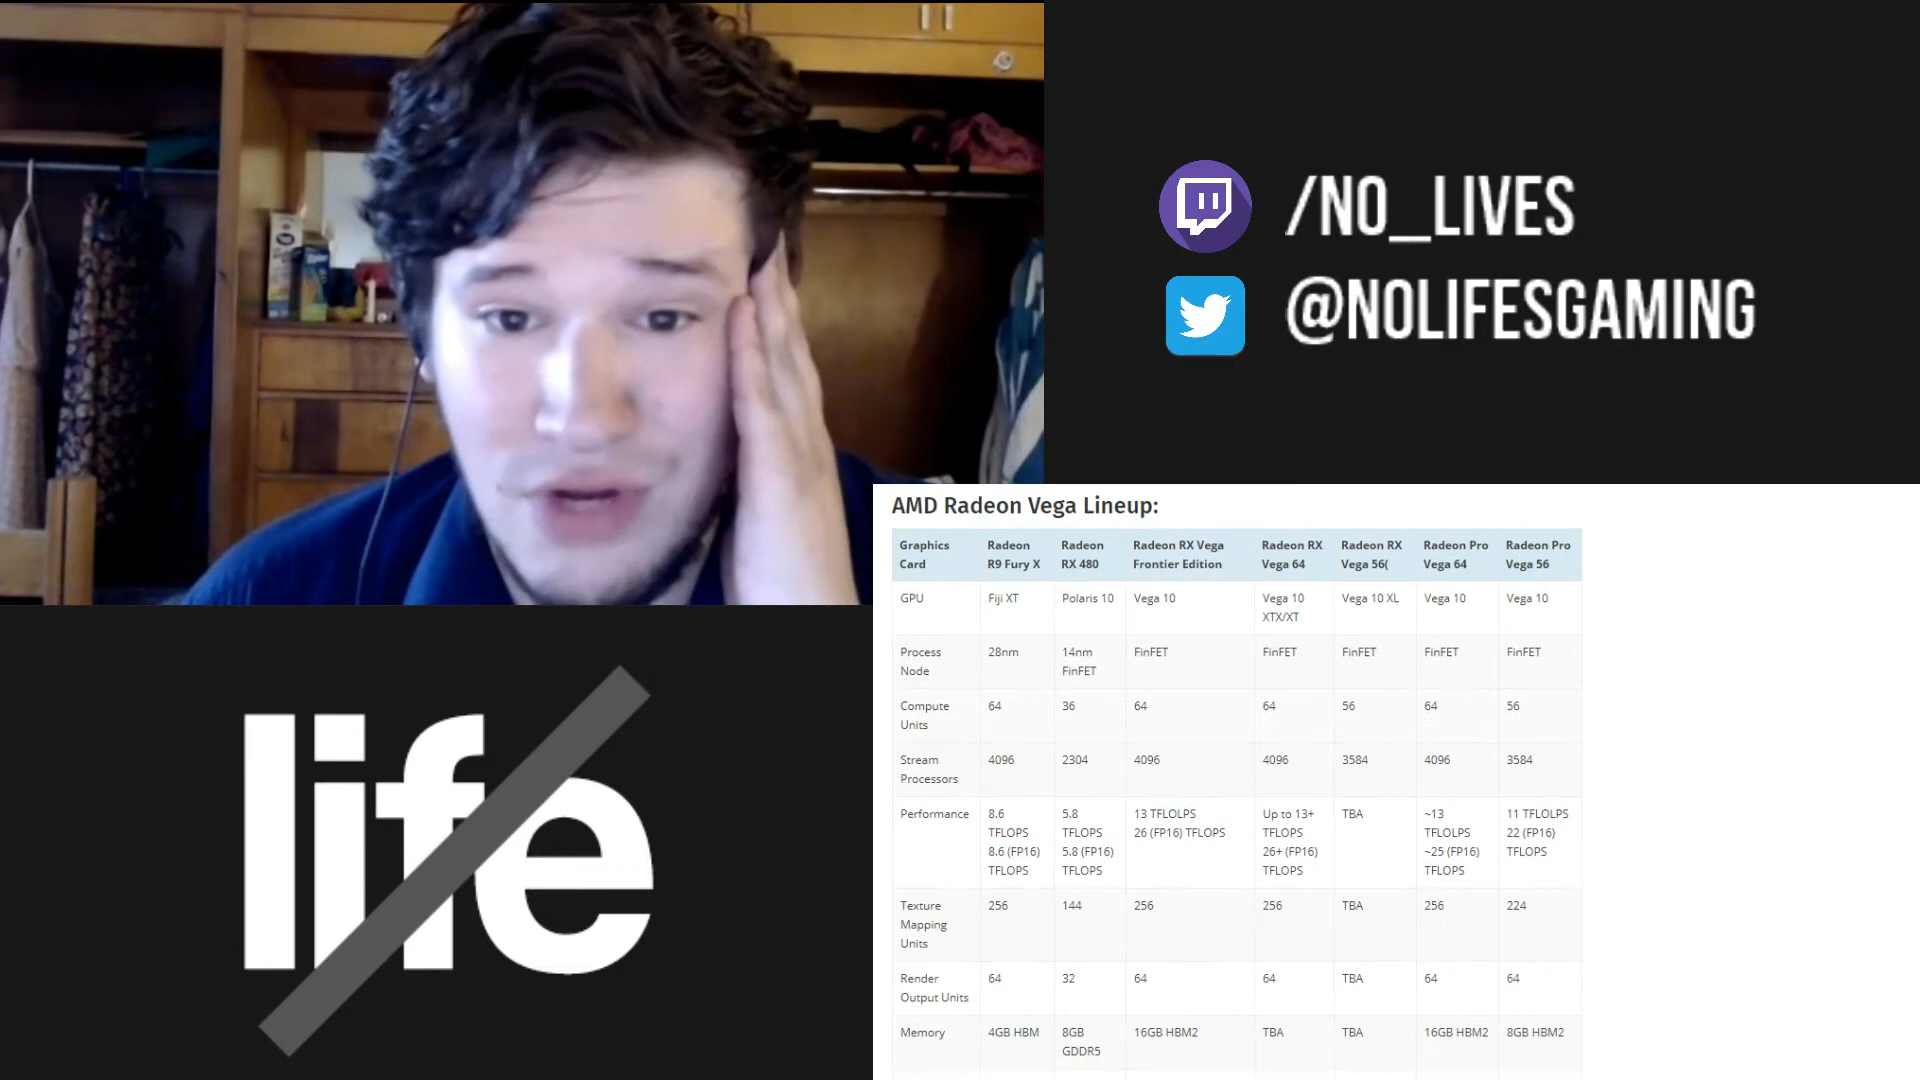 /NO_LIVES
@NOLIFESGAMING
life
AMD Radeon Vega Lineup:
Graphics Card Radeon R9 Fury X Radeon RX 480 Radeon RX Vega Frontier Edition Radeon RX Vega 64 Radeon RX Vega 56( Radeon Pro Vega 64 Radeon Pro Vega 56
GPU Fiji XT Polaris 10 Vega 10 Vega 10 XTX/XT Vega 10 XL Vega 10 Vega 10
Process Node 28nm 14nm FinFET FinFET FinFET FinFET FinFET FinFET
Compute Units 64 36 64 64 56 64 56
Stream Processors 4096 2304 4096 4096 3584 4096 3584
Performance 8.6 TFLOPS 8.6 (FP16) TFLOPS 5.8 TFLOPS 5.8 (FP16) TFLOPS 13 TFLOLPS 26 (FP16) TFLOPS Up to 13+ TFLOPS 26+ (FP16) TFLOPS TBA ~13 TFLOLPS ~25 (FP16) TFLOPS 11 TFLOLPS 22 (FP16) TFLOPS
Texture Mapping Units 256 144 256 256 TBA 256 224
Render Output Units 64 32 64 64 TBA 64 64
Memory 4GB HBM 8GB GDDR5 16GB HBM2 TBA TBA 16GB HBM2 8GB HBM2